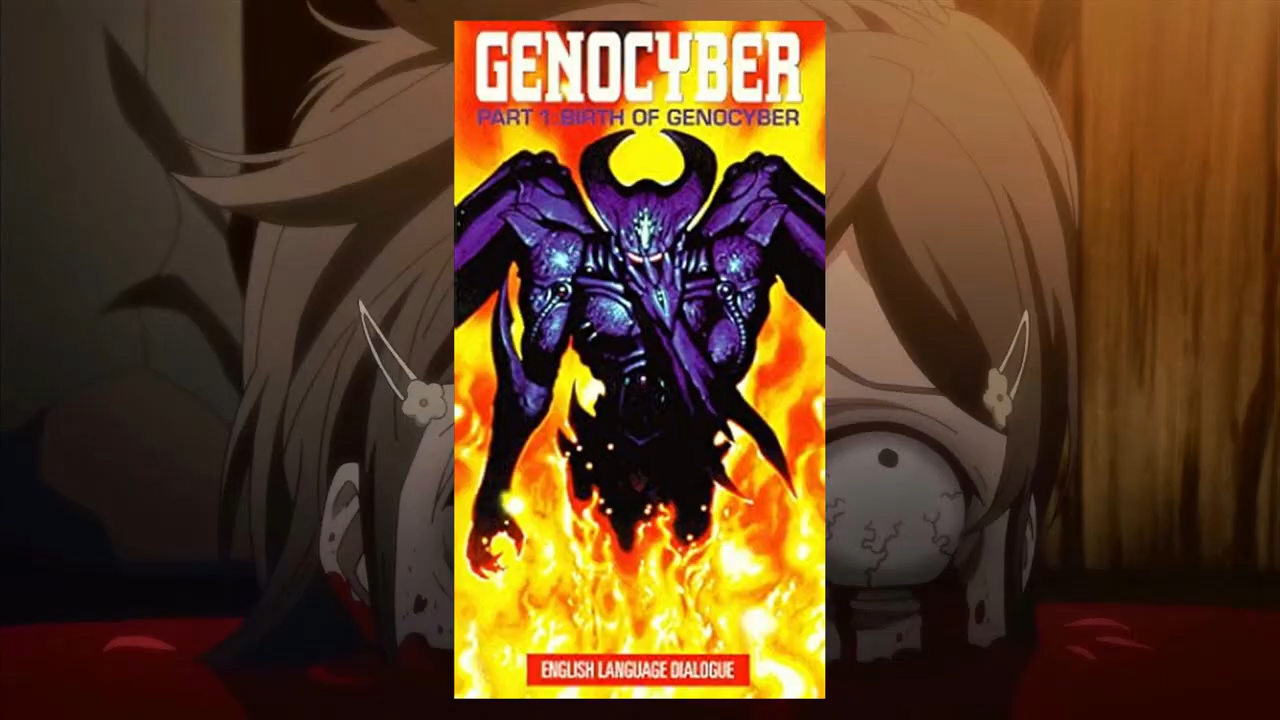 GENOCYBER
PART 1: BIRTH OF GENOCYBER
ENGLISH LANGUAGE DIALOGUE